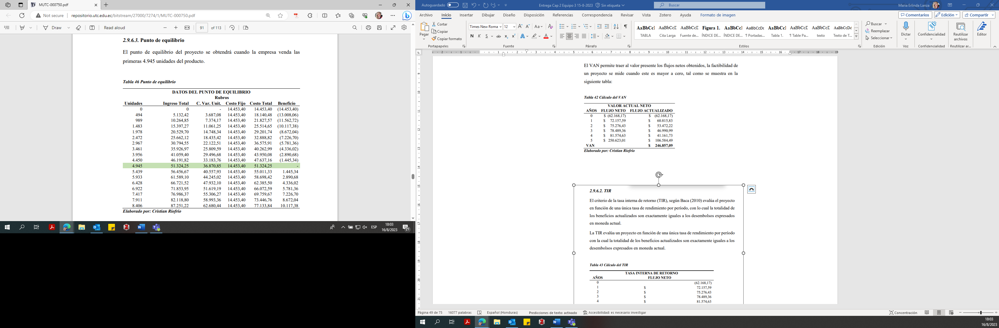 MUTC-000750.pdf
Not secure | repositorio.utc.edu.ec/bitstream/27000/7274/1/MUTC-000750.pdf
Draw Read aloud 91 of 113
2.9.6.3. Punto de equilibrio
El punto de equilibrio del proyecto se obtendrá cuando la empresa venda las
primeras 4.945 unidades del producto.
Tabla 46 Punto de equilibrio
DATOS DEL PUNTO DE EQUILIBRIO
Rubros
Unidades Ingreso Total C. Var. Unit. Costo Fijo Costo Total Beneficio
0 0 - 14.453,40 14.453,40 (14.453,40)
494 5.132,42 3.687,08 14.453,40 18.140,48 (13.008,06)
989 10.264,85 7.374,17 14.453,40 21.827,57 (11.562,72)
1.483 15.397,27 11.061,25 14.453,40 25.514,65 (10.117,38)
1.978 20.529,70 14.748,34 14.453,40 29.201,74 (8.672,04)
2.472 25.662,12 18.435,42 14.453,40 32.888,82 (7.226,70)
2.967 30.794,55 22.122,51 14.453,40 36.575,91 (5.781,36)
3.461 35.926,97 25.809,59 14.453,40 40.262,99 (4.336,02)
3.956 41.059,40 29.496,68 14.453,40 43.950,08 (2.890,68)
4.450 46.191,82 33.183,76 14.453,40 47.637,16 (1.445,34)
4.945 51.324,25 36.870,85 14.453,40 51.324,25 -
5.439 56.456,67 40.557,93 14.453,40 55.011,33 1.445,34
5.933 61.589,10 44.245,02 14.453,40 58.698,42 2.890,68
6.428 66.721,52 47.932,10 14.453,40 62.385,50 4.336,02
6.922 71.853,95 51.619,19 14.453,40 66.072,59 5.781,36
7.417 76.986,37 55.306,27 14.453,40 69.759,67 7.226,70
7.911 82.118,80 58.993,36 14.453,40 73.446,76 8.672,04
8.406 87.251,22 62.680,44 14.453,40 77.133,84 10.117,38
Elaborado por: Cristian Riofrío
ESP 18:03
16/8/2023 21
Autoguardado Entrega Cap 2 Equipo 3 15-8-2023 Sin etiqueta Buscar Maria Erlinda Lanza
Archivo Inicio Insertar Dibujar Diseño Disposición Referencias Correspondencia Revisar Vista Zotero Ayuda Formato de imagen Comentarios Edición Compartir
Pegar Cortar
Copiar
Copiar formato
Times New Roma 12
N K S ab
AaBbCcI AaBbCcI AaBbCcI Figura 1. AaBbCcI AaBbCcDc AaBbCcI AaBbCcI AaBbCcI AaBbCcDd
TABLA Cita Larga Fuente de... ÍNDICE DE... ÍNDICE DE... ¶ Portadas... Tabla 1. ¶ Table Pa... texto Texto de T...
Buscar
Reemplazar
Seleccionar
Dictar Confidencialidad Reutilizar archivos Editor
Portapapeles Fuente Párrafo Estilos Edición Voz Confidencialidad Reutilizar ar...
El VAN permite traer al valor presente los flujos netos obtenidos, la factibilidad de
un proyecto se mide cuando este es mayor a cero, tal como se muestra en la
siguiente tabla:
Tabla 42 Cálculo del VAN
VALOR ACTUAL NETO
AÑOS FLUJO NETO FLUJO ACTUALIZADO
0 $ (62.168,17) $ (62.168,17)
1 $ 72.157,59 $ 60.815,83
2 $ 75.276,43 $ 53.472,22
3 $ 78.489,36 $ 46.990,99
4 $ 81.574,63 $ 41.161,73
5 $ 250.623,01 $ 106.584,49
VAN $ 246.857,09
Elaborado por: Cristian Riofrío
2.9.6.2. TIR
El criterio de la tasa interna de retorno (TIR), según Baca (2010) evalúa el proyecto
en función de una única tasa de rendimiento por período, con lo cual la totalidad de
los beneficios actualizados son exactamente iguales a los desembolsos expresados
en moneda actual.
La TIR evalúa un proyecto en función de una única tasa de rendimiento por período
con la cual la totalidad de los beneficios actualizados son exactamente iguales a los
desembolsos expresados en moneda actual.
Tabla 43 Cálculo del TIR
TASA INTERNA DE RETORNO
AÑOS FLUJO NETO
0 (62.168,17)
1 $ 72.157,59
2 $ 75.276,43
3 $ 78.489,36
4 $ 81.574,63
Página 49 de 75 16077 palabras Español (Honduras) Predicciones de texto: activado Accesibilidad: es necesario investigar Concentración
18:03
16/8/2023